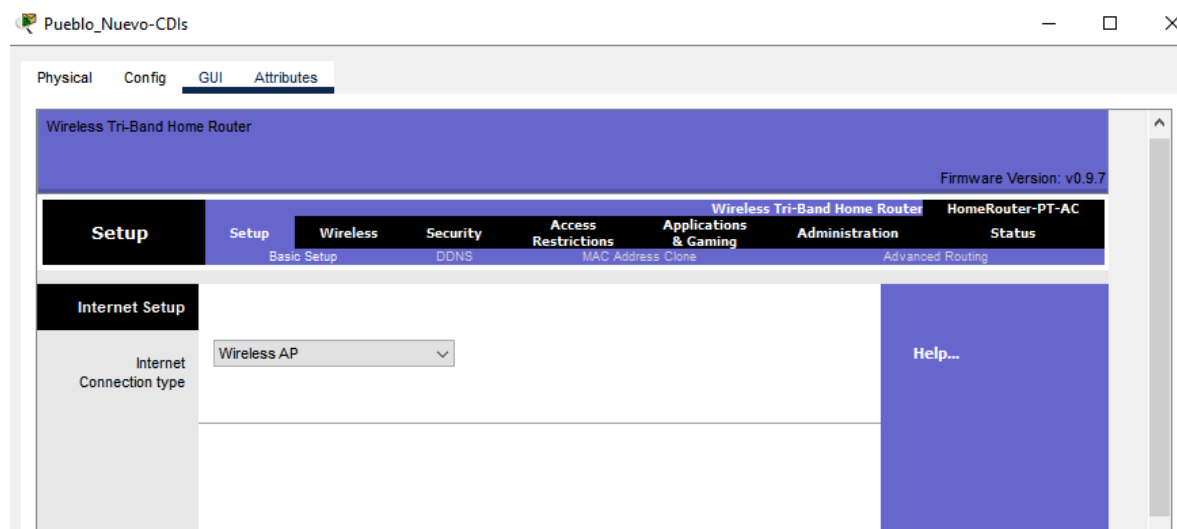 Pueblo_Nuevo-CDIs
Physical Config GUI Attributes
Wireless Tri-Band Home Router
Firmware Version: v0.9.7
Wireless Tri-Band Home Router HomeRouter-PT-AC
Setup
Setup Wireless Security Access Restrictions Applications & Gaming Administration Status
Basic Setup DDNS MAC Address Clone Advanced Routing
Internet Setup
Internet Connection type
Wireless AP
Help...